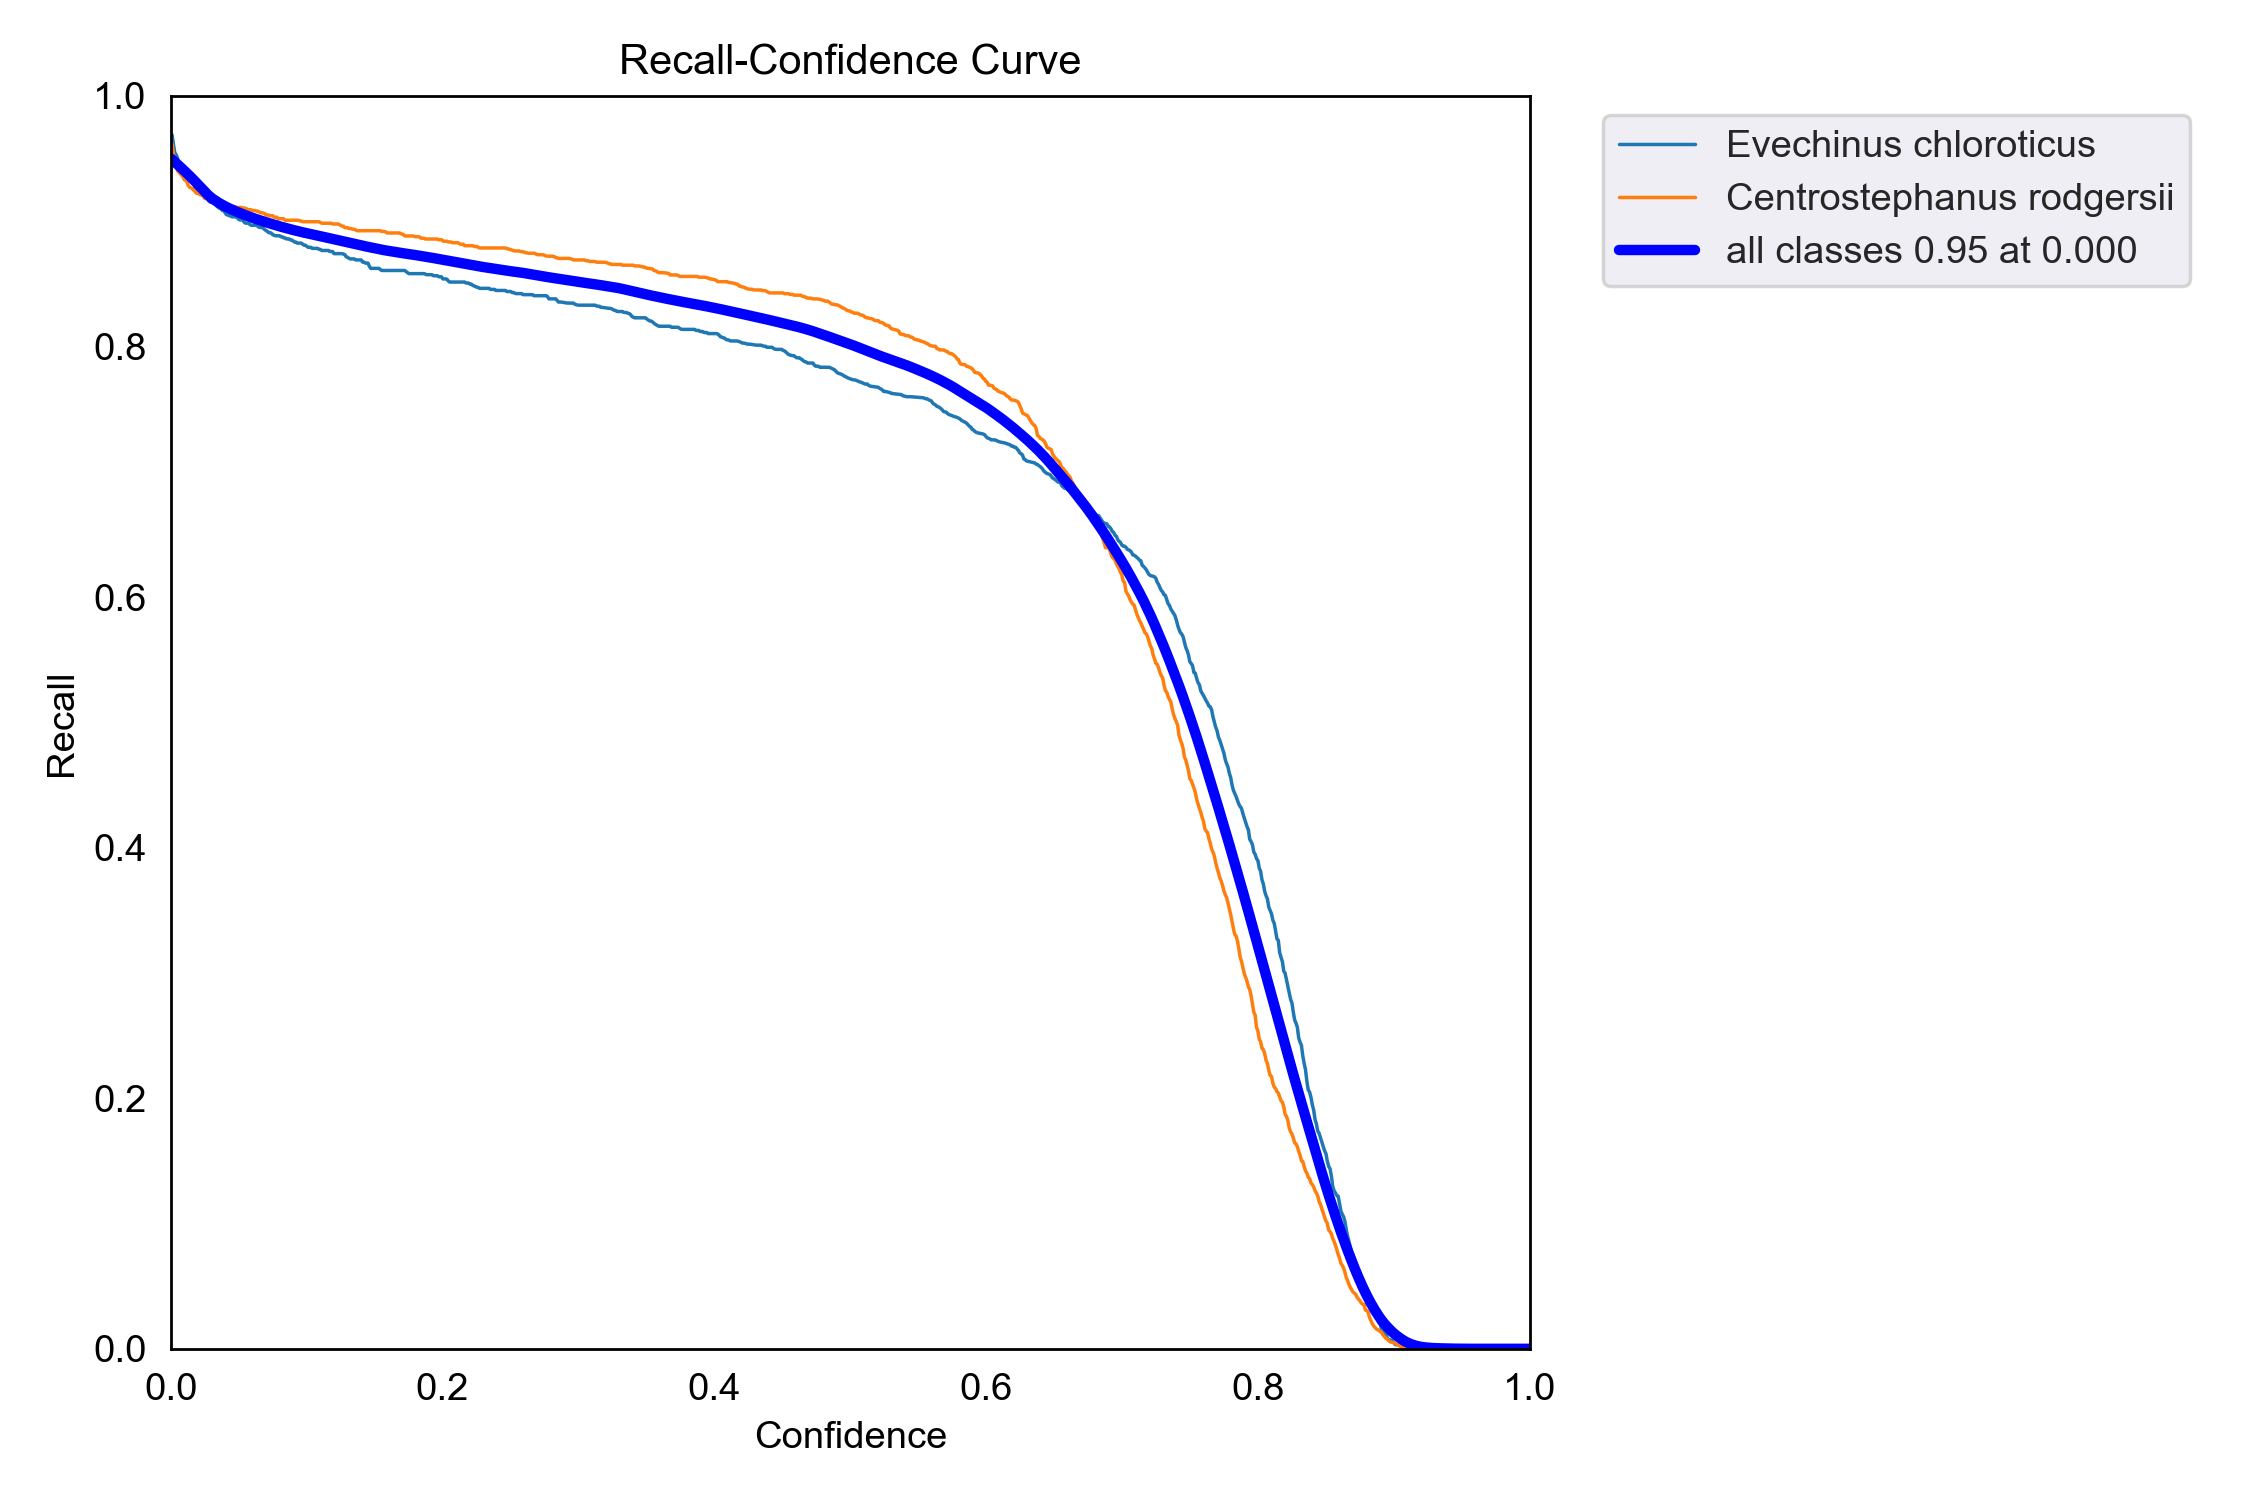 Recall-Confidence Curve
1.0
0.8
0.6
0.4
0.2
0.0
Recall
0.0 0.2 0.4 0.6 0.8 1.0
Confidence
Evechinus chloroticus
Centrostephanus rodgersii
all classes 0.95 at 0.000